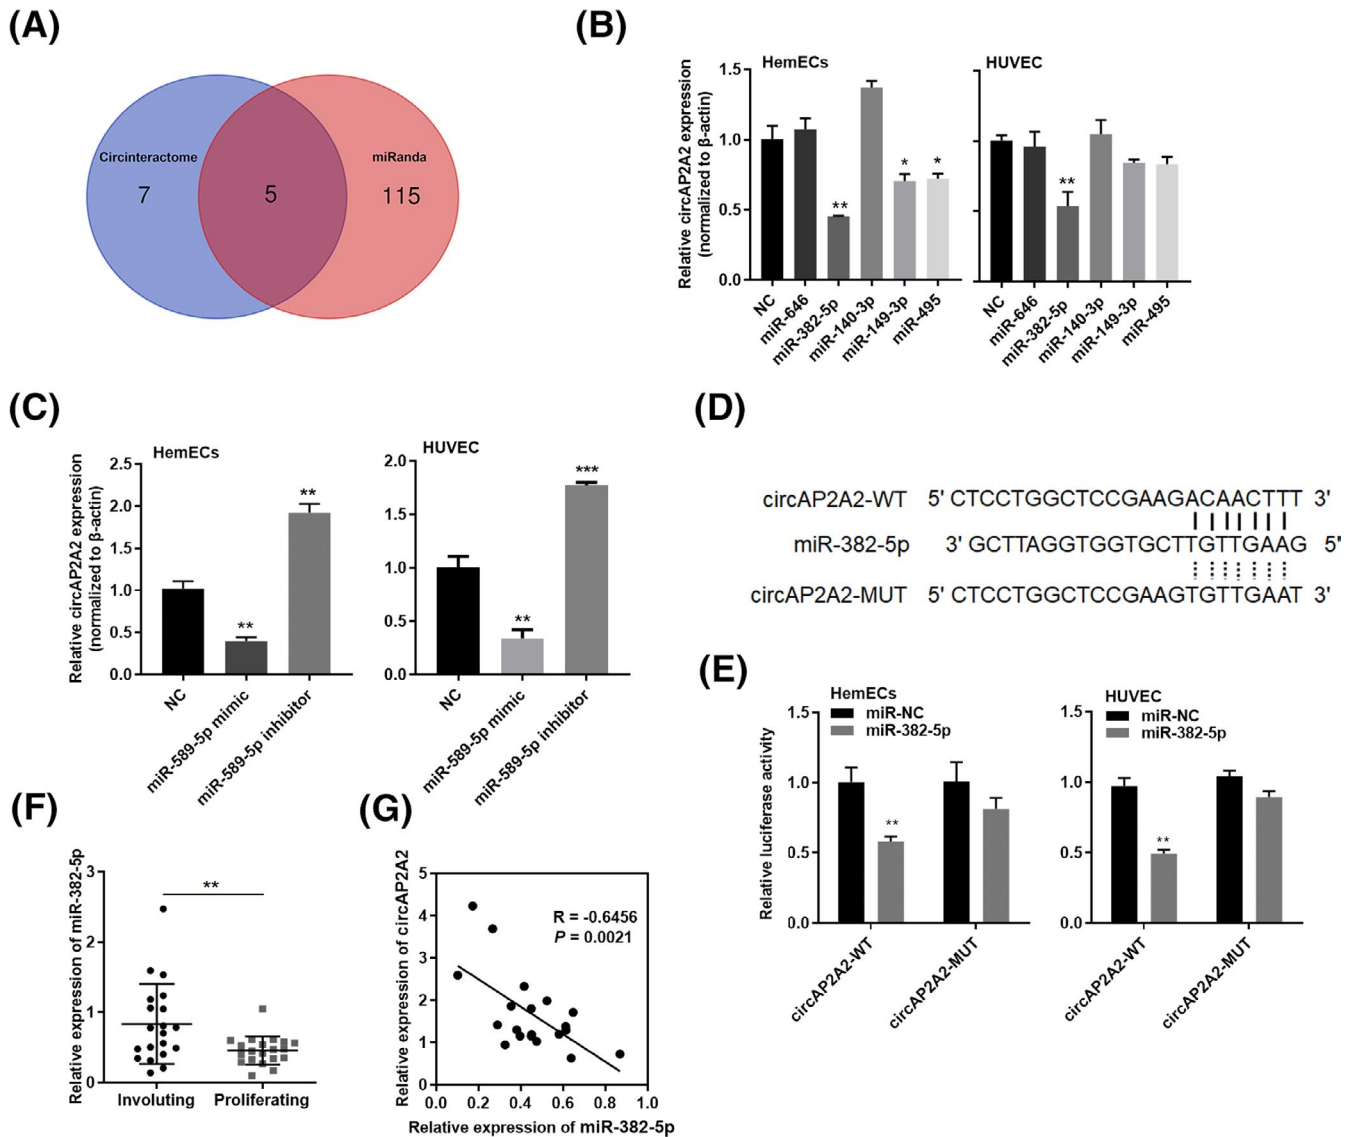 (A)
Circinteractome
7
5
miRanda
115
(B)
Relative circAP2A2 expression
(normalized to β-actin)
HemECs
1.5
1.0
0.5
0.0
**
*
*
NC
miR-646
miR-382-5p
miR-140-3p
miR-149-3p
miR-495
HUVEC
**
NC
miR-646
miR-382-5p
miR-140-3p
miR-149-3p
miR-495
(C)
Relative circAP2A2 expression
(normalized to β-actin)
HemECs
2.5
2.0
1.5
1.0
0.5
0.0
**
**
NC
miR-589-5p mimic
miR-589-5p inhibitor
HUVEC
2.0
1.5
1.0
0.5
0.0
**
***
NC
miR-589-5p mimic
miR-589-5p inhibitor
(D)
circAP2A2-WT 5' CTCCTGGCTCCGAAGACAACTTT 3'
miR-382-5p 3' GCTTAGGTGGTGCTTGTTGAAG 5'
circAP2A2-MUT 5' CTCCTGGCTCCGAAGTGTTGAAT 3'
(E)
Relative luciferase activity
HemECs
miR-NC
miR-382-5p
1.5
1.0
0.5
0.0
**
circAP2A2-WT
circAP2A2-MUT
HUVEC
miR-NC
miR-382-5p
1.5
1.0
0.5
0.0
**
circAP2A2-WT
circAP2A2-MUT
(F)
Relative expression of miR-382-5p
3
2
1
0
**
Involuting
Proliferating
(G)
Relative expression of circAP2A2
5
4
3
2
1
0
R = -0.6456
P = 0.0021
0.0 0.2 0.4 0.6 0.8 1.0
Relative expression of miR-382-5p